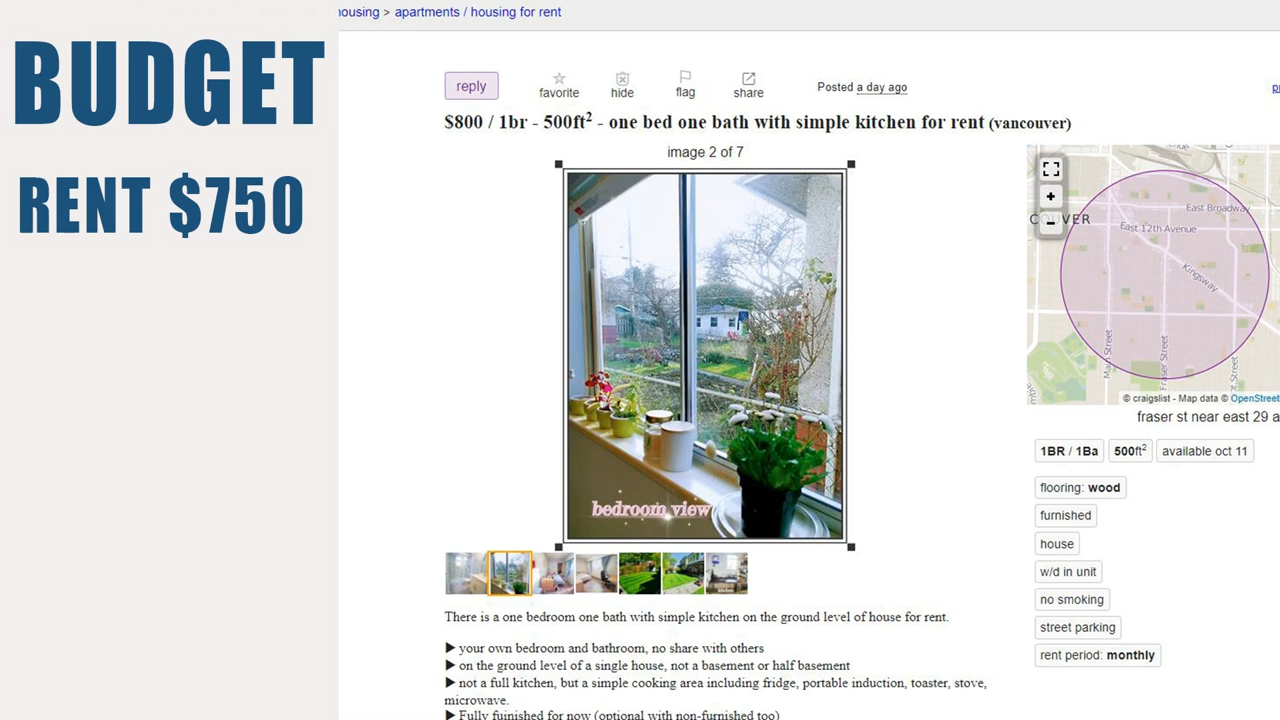 housing > apartments / housing for rent
BUDGET
RENT $750
reply
favorite
hide
flag
share
Posted a day ago
$800 / 1br - 500ft² - one bed one bath with simple kitchen for rent (vancouver)
image 2 of 7
bedroom view
+
−
East Broadway
East 12th Avenue
Kingsway
Main Street
Fraser Street
© craigslist - Map data © OpenStreet
fraser st near east 29 a
1BR / 1Ba
500ft²
available oct 11
flooring: wood
furnished
house
w/d in unit
no smoking
street parking
rent period: monthly
There is a one bedroom one bath with simple kitchen on the ground level of house for rent.
▶ your own bedroom and bathroom, no share with others
▶ on the ground level of a single house, not a basement or half basement
▶ not a full kitchen, but a simple cooking area including fridge, portable induction, toaster, stove,
microwave.
▶ Fully fuinished for now (optional with non-furnished too)